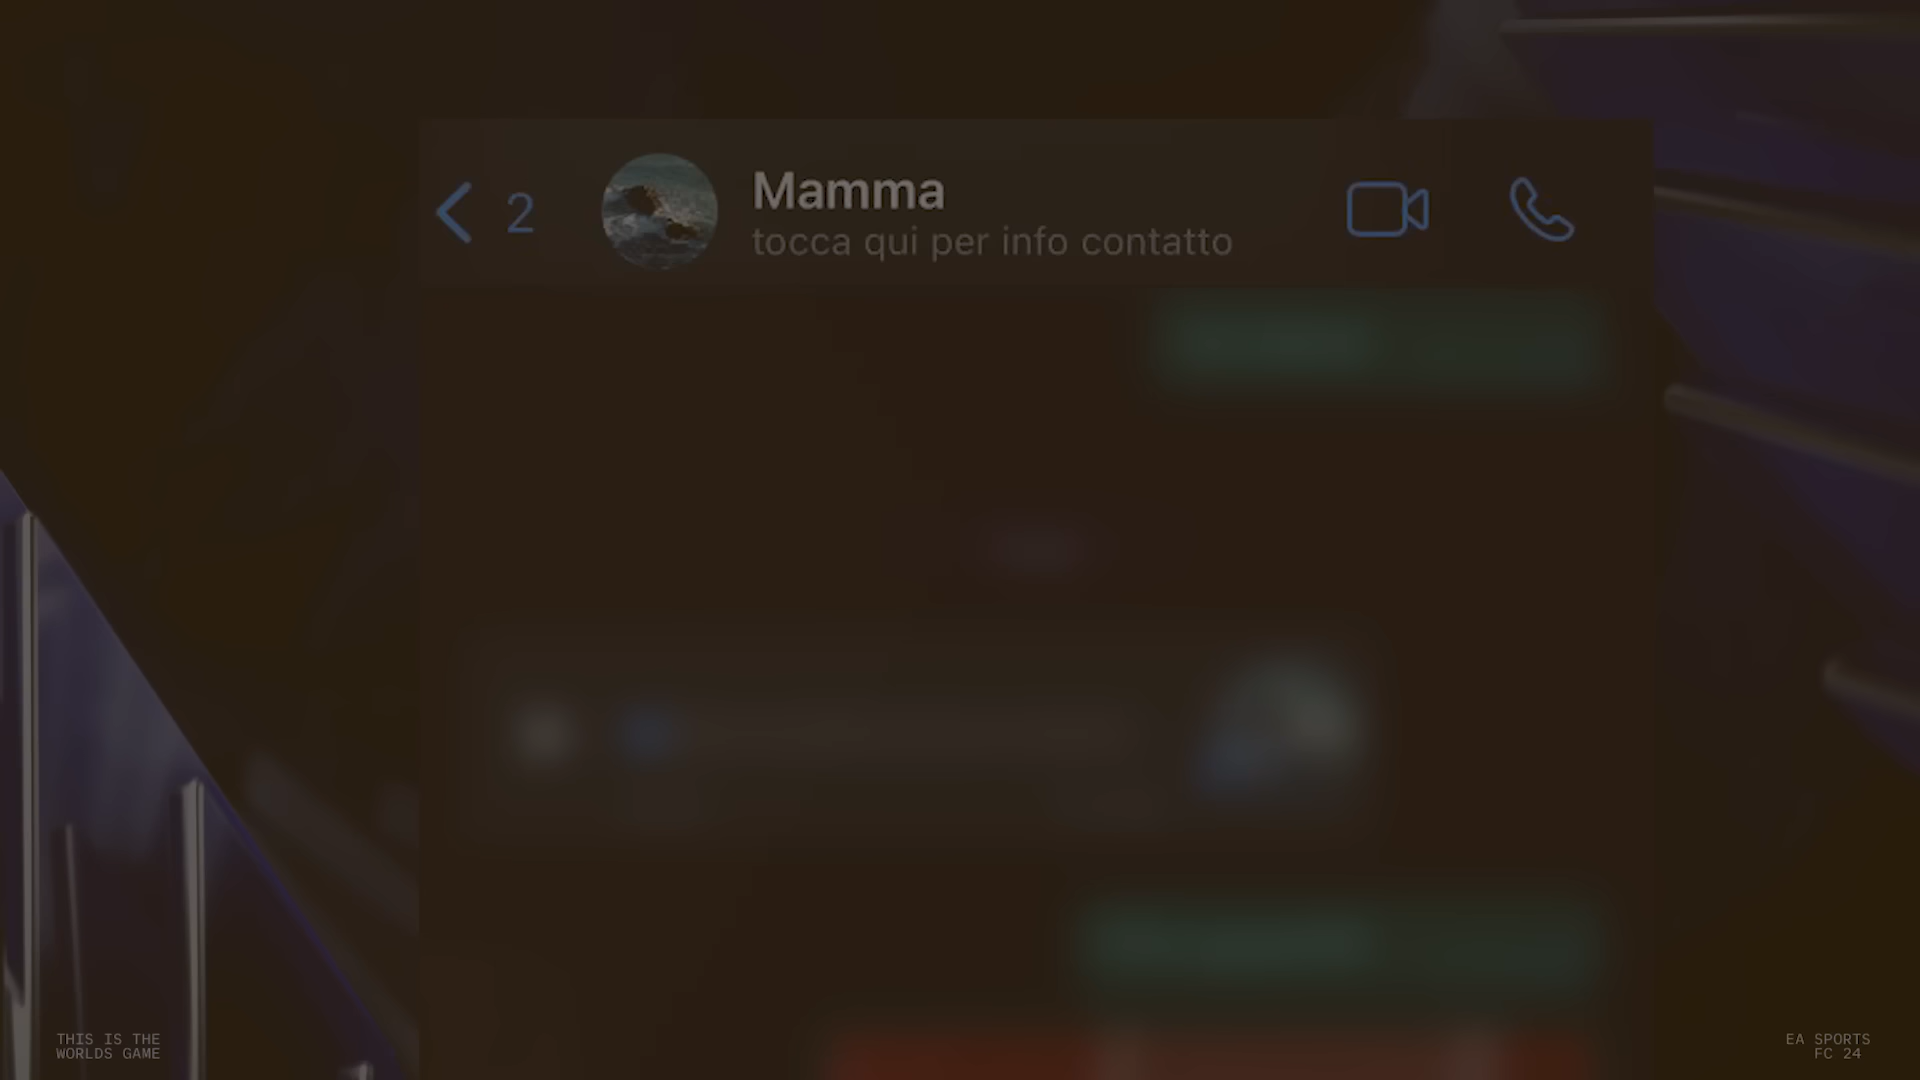 2
Mamma
tocca qui per info contatto
THIS IS THE
WORLDS GAME
EA SPORTS
FC 24